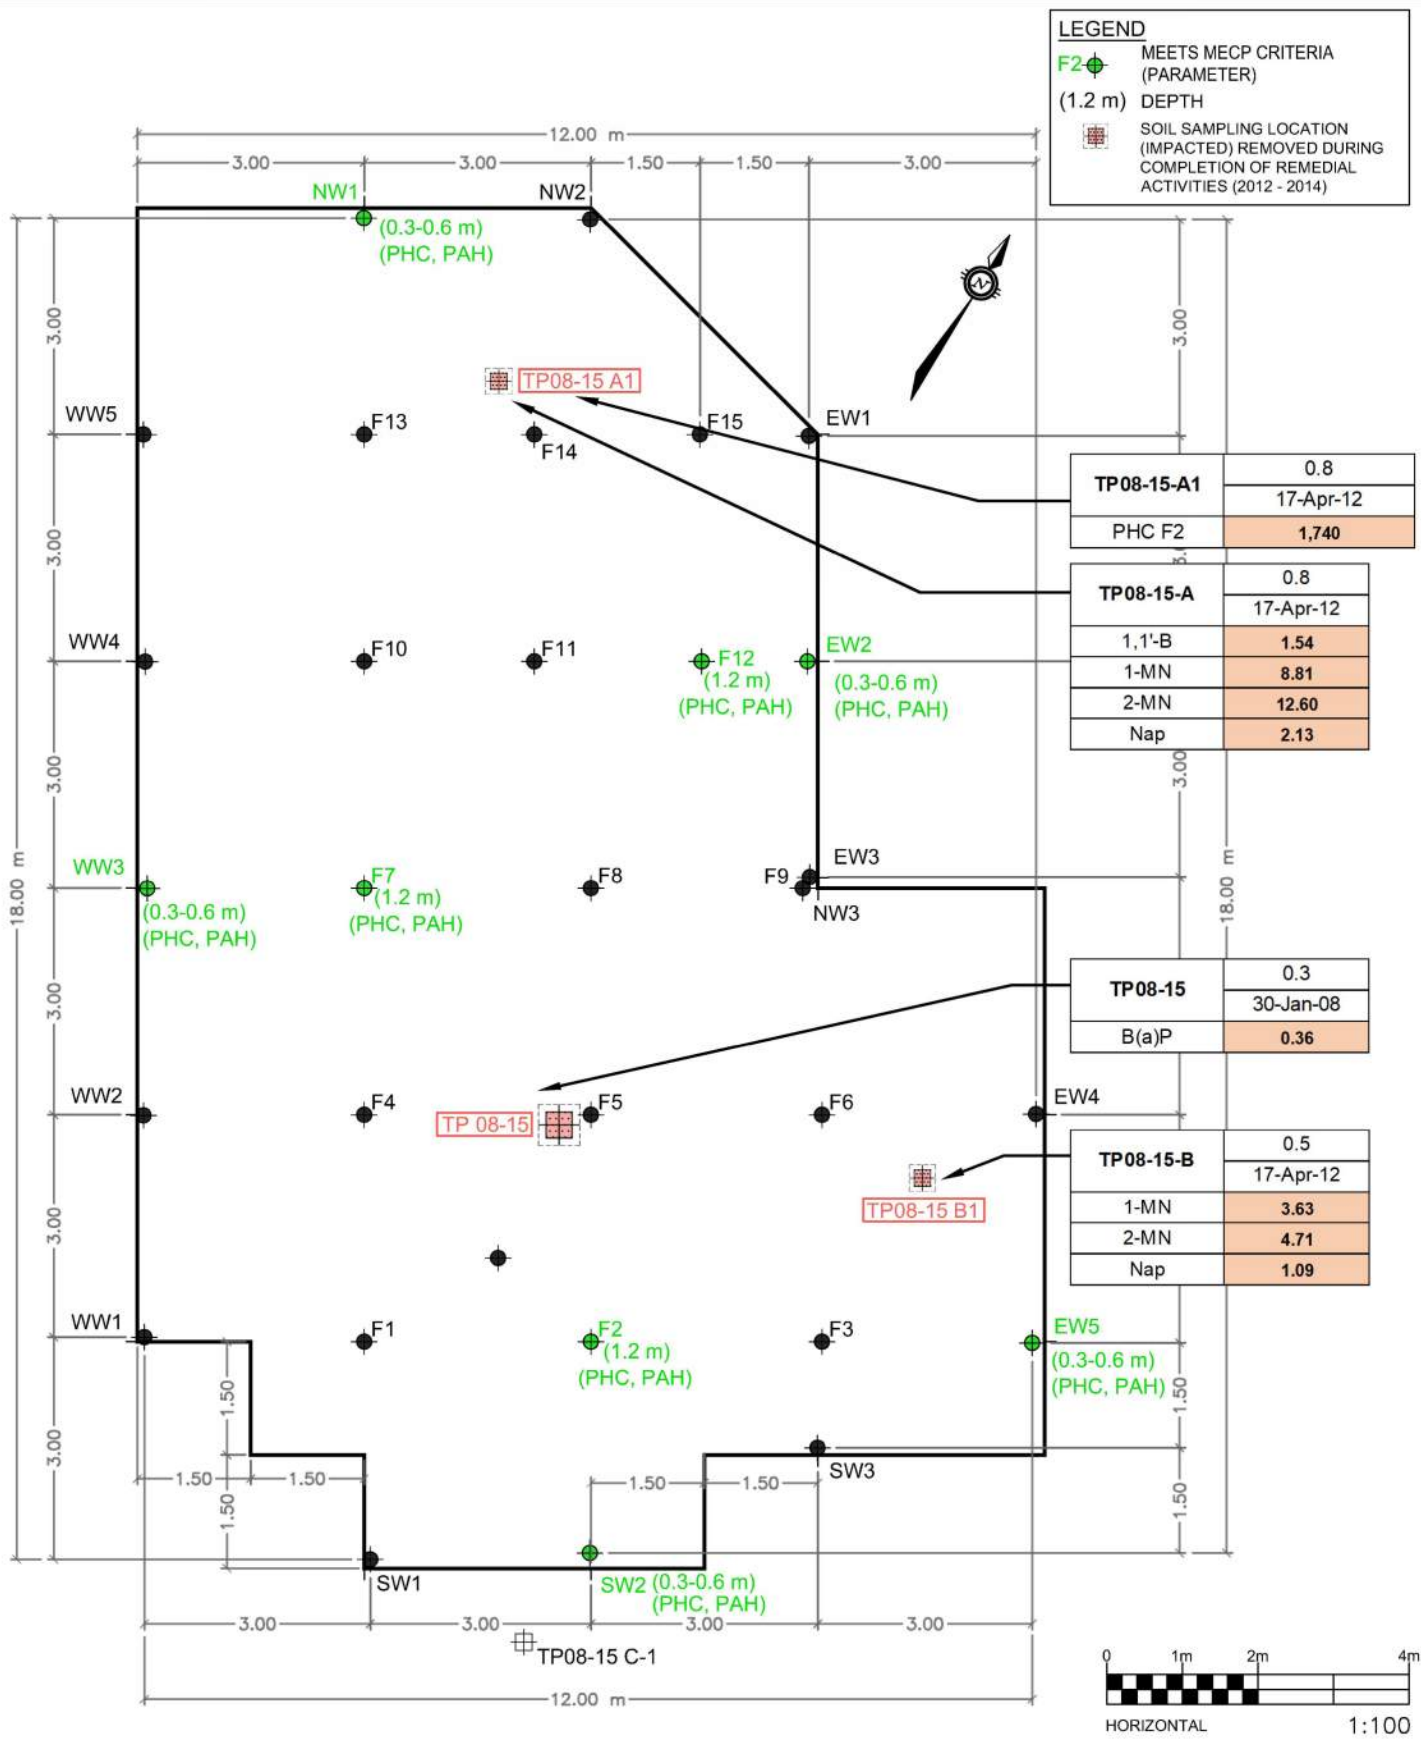 LEGEND
F2 MEETS MECP CRITERIA
(PARAMETER)
(1.2 m) DEPTH
SOIL SAMPLING LOCATION
(IMPACTED) REMOVED DURING
COMPLETION OF REMEDIAL
ACTIVITIES (2012 - 2014)
12.00 m
3.00 3.00 1.50 1.50 3.00
NW1 NW2
(0.3-0.6 m)
(PHC, PAH)
N
3.00 3.00
TP08-15 A1
WW5 F13 F14 F15 EW1
TP08-15-A1 0.8
17-Apr-12
PHC F2 1,740
3.00
TP08-15-A 0.8
17-Apr-12
1,1'-B 1.54
1-MN 8.81
2-MN 12.60
Nap 2.13
WW4 F10 F11 F12 EW2
(1.2 m) (0.3-0.6 m)
(PHC, PAH) (PHC, PAH)
3.00 3.00
WW3 F7 F8 F9 EW3
NW3
(0.3-0.6 m) (1.2 m)
(PHC, PAH) (PHC, PAH)
18.00 m 18.00 m
3.00
TP08-15 0.3
30-Jan-08
B(a)P 0.36
WW2 F4 TP 08-15 F5 F6 EW4
TP08-15-B 0.5
17-Apr-12
1-MN 3.63
2-MN 4.71
Nap 1.09
TP08-15 B1
3.00
WW1 F1 F2 F3 EW5
(1.2 m) (0.3-0.6 m)
(PHC, PAH) (PHC, PAH)
1.50 1.50
3.00
1.50 1.50 1.50 1.50
SW3
1.50 1.50
SW1 SW2 (0.3-0.6 m)
(PHC, PAH)
3.00 3.00 3.00 3.00
TP08-15 C-1
12.00 m
0 1m 2m 4m
HORIZONTAL 1:100